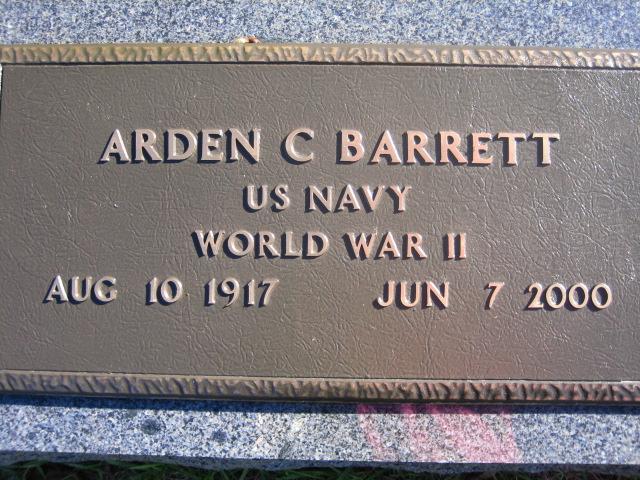 ARDEN C BARRETT
US NAVY
WORLD WAR II
AUG 10 1917 JUN 7 2000